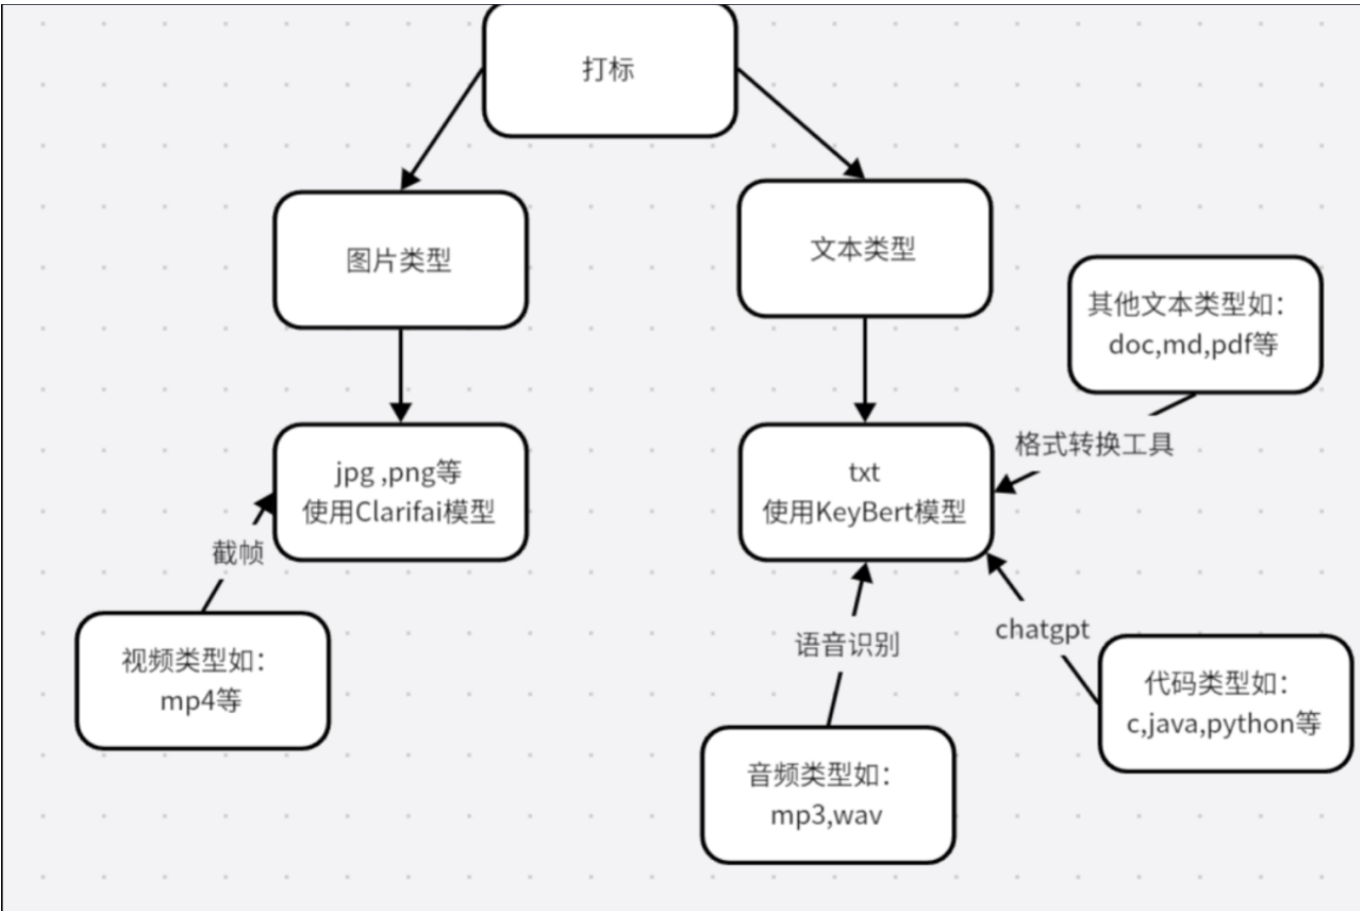 打标
图片类型
文本类型
其他文本类型如：
doc,md,pdf等
格式转换工具
jpg ,png等
使用Clarifai模型
txt
使用KeyBert模型
截帧
视频类型如：
mp4等
语音识别
chatgpt
代码类型如：
c,java,python等
音频类型如：
mp3,wav